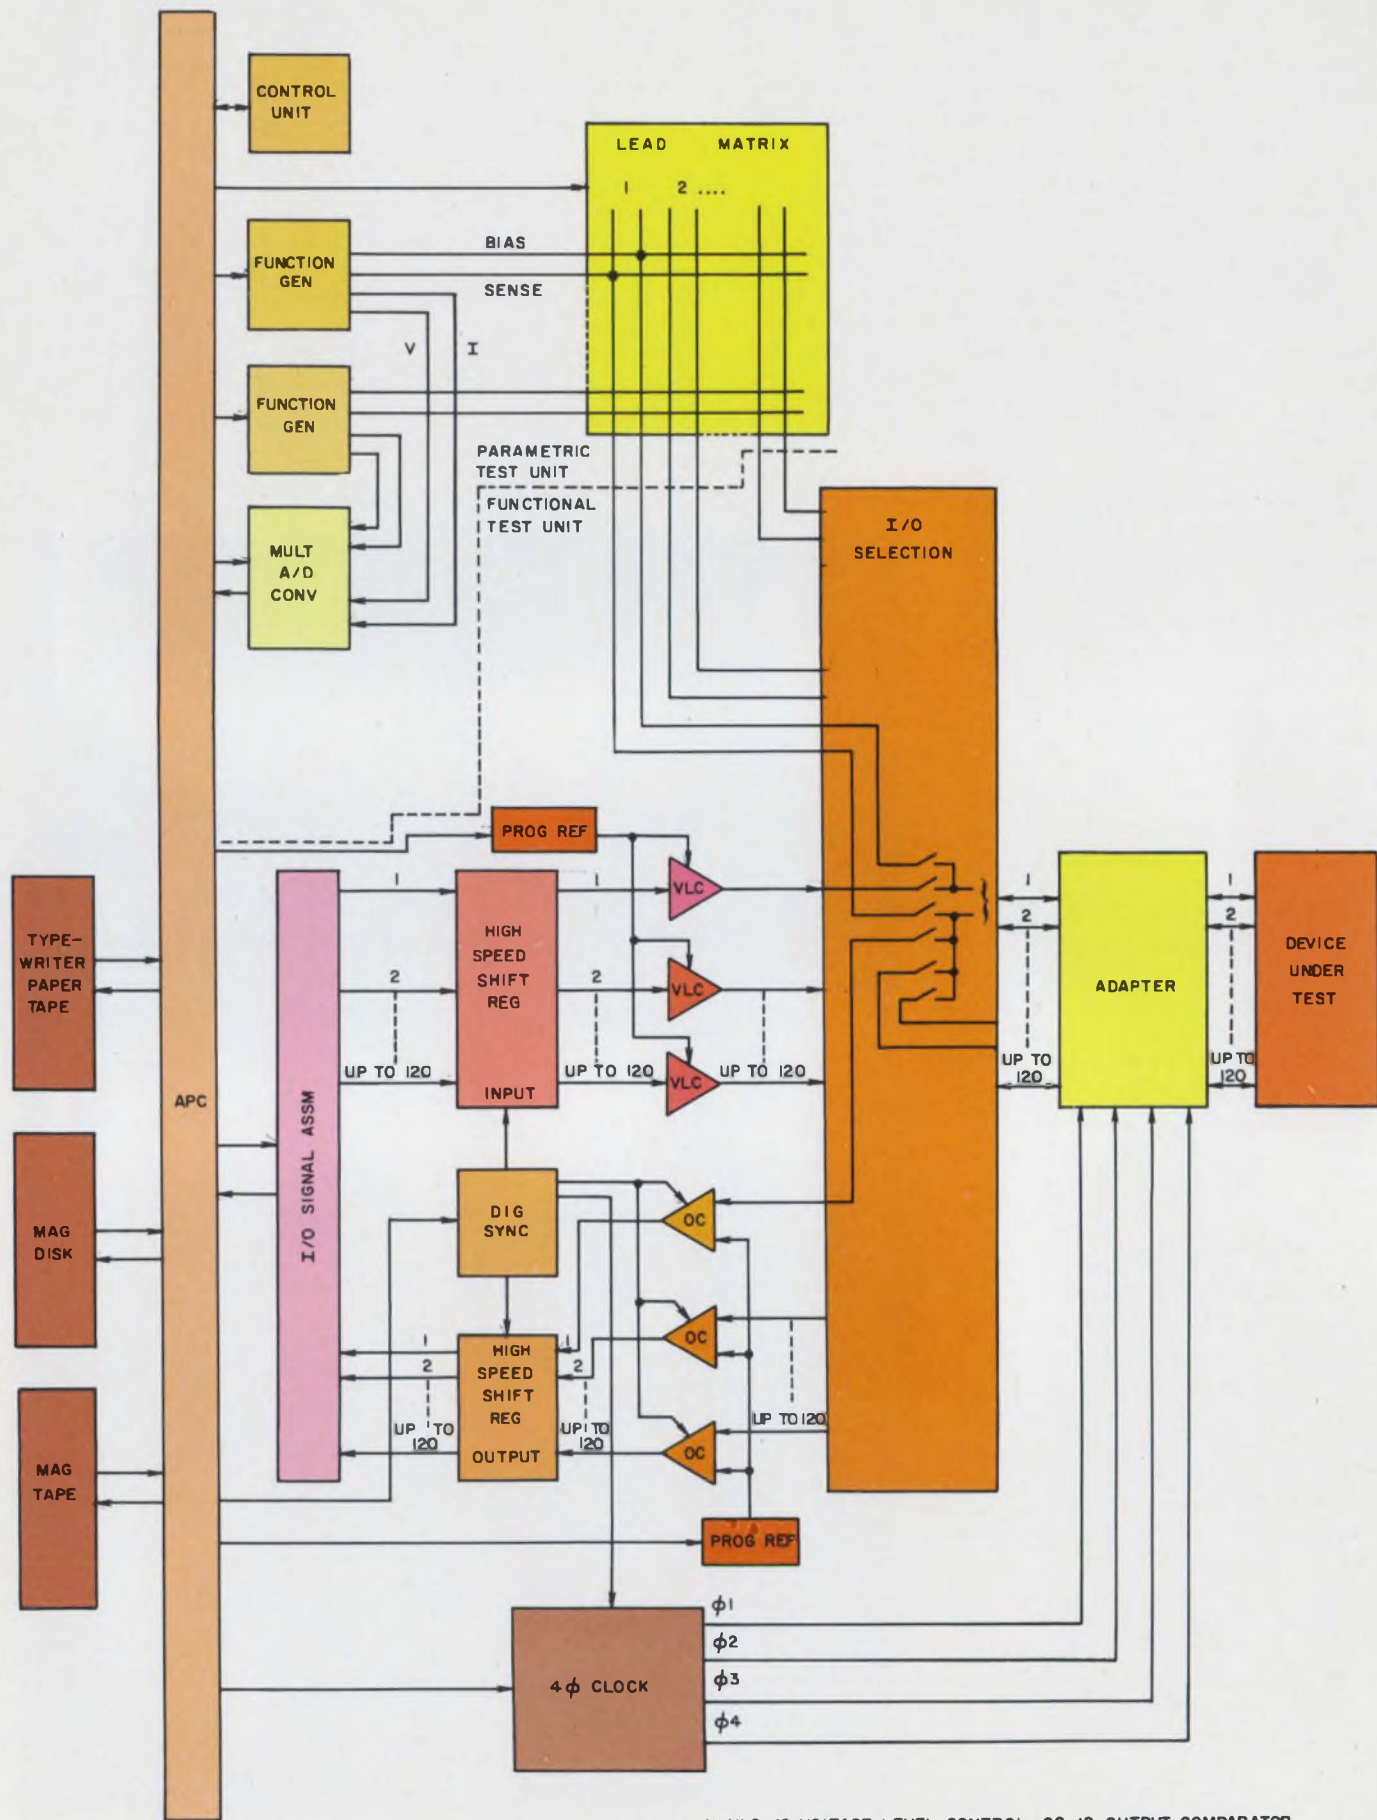 CONTROL
UNIT
LEAD MATRIX
1 2 ....
FUNCTION
GEN
BIAS
SENSE
V I
FUNCTION
GEN
PARAMETRIC
TEST UNIT
FUNCTIONAL
TEST UNIT
MULT
A/D
CONV
I/O
SELECTION
PROG REF
TYPE-
WRITER
PAPER
TAPE
APC
I/O SIGNAL ASSM
1
2
UP TO 120
HIGH
SPEED
SHIFT
REG
INPUT
1
2
UP TO 120
VLC
VLC
VLC
UP TO 120
1
2
UP TO
120
ADAPTER
1
2
UP TO
120
DEVICE
UNDER
TEST
MAG
DISK
DIG
SYNC
OC
OC
OC
1
2
UP TO
120
HIGH
SPEED
SHIFT
REG
OUTPUT
1
2
UP TO
120
UP TO 120
MAG
TAPE
PROG REF
4ϕ CLOCK
ϕ1
ϕ2
ϕ3
ϕ4